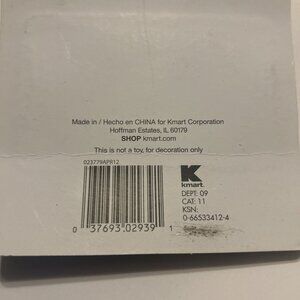 Made in / Hecho en CHINA for Kmart Corporation
Hoffman Estates, IL 60179
SHOP kmart.com
This is not a toy, for decoration only
023779APR12
K
kmart.
DEPT: 09
CAT: 11
KSN:
0-66533412-4
0 37693 02939 1